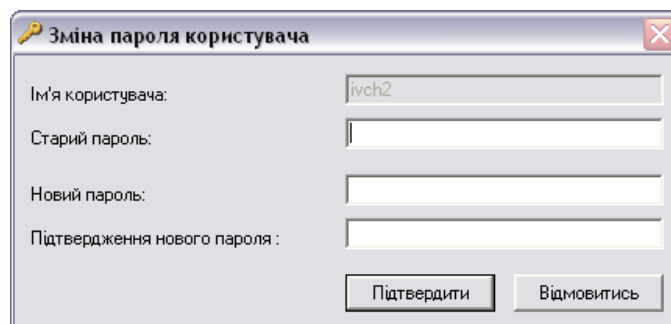 Зміна пароля користувача
Ім'я користувача: ivch2
Старий пароль:
Новий пароль:
Підтвердження нового пароля :
Підтвердити Відмовитись